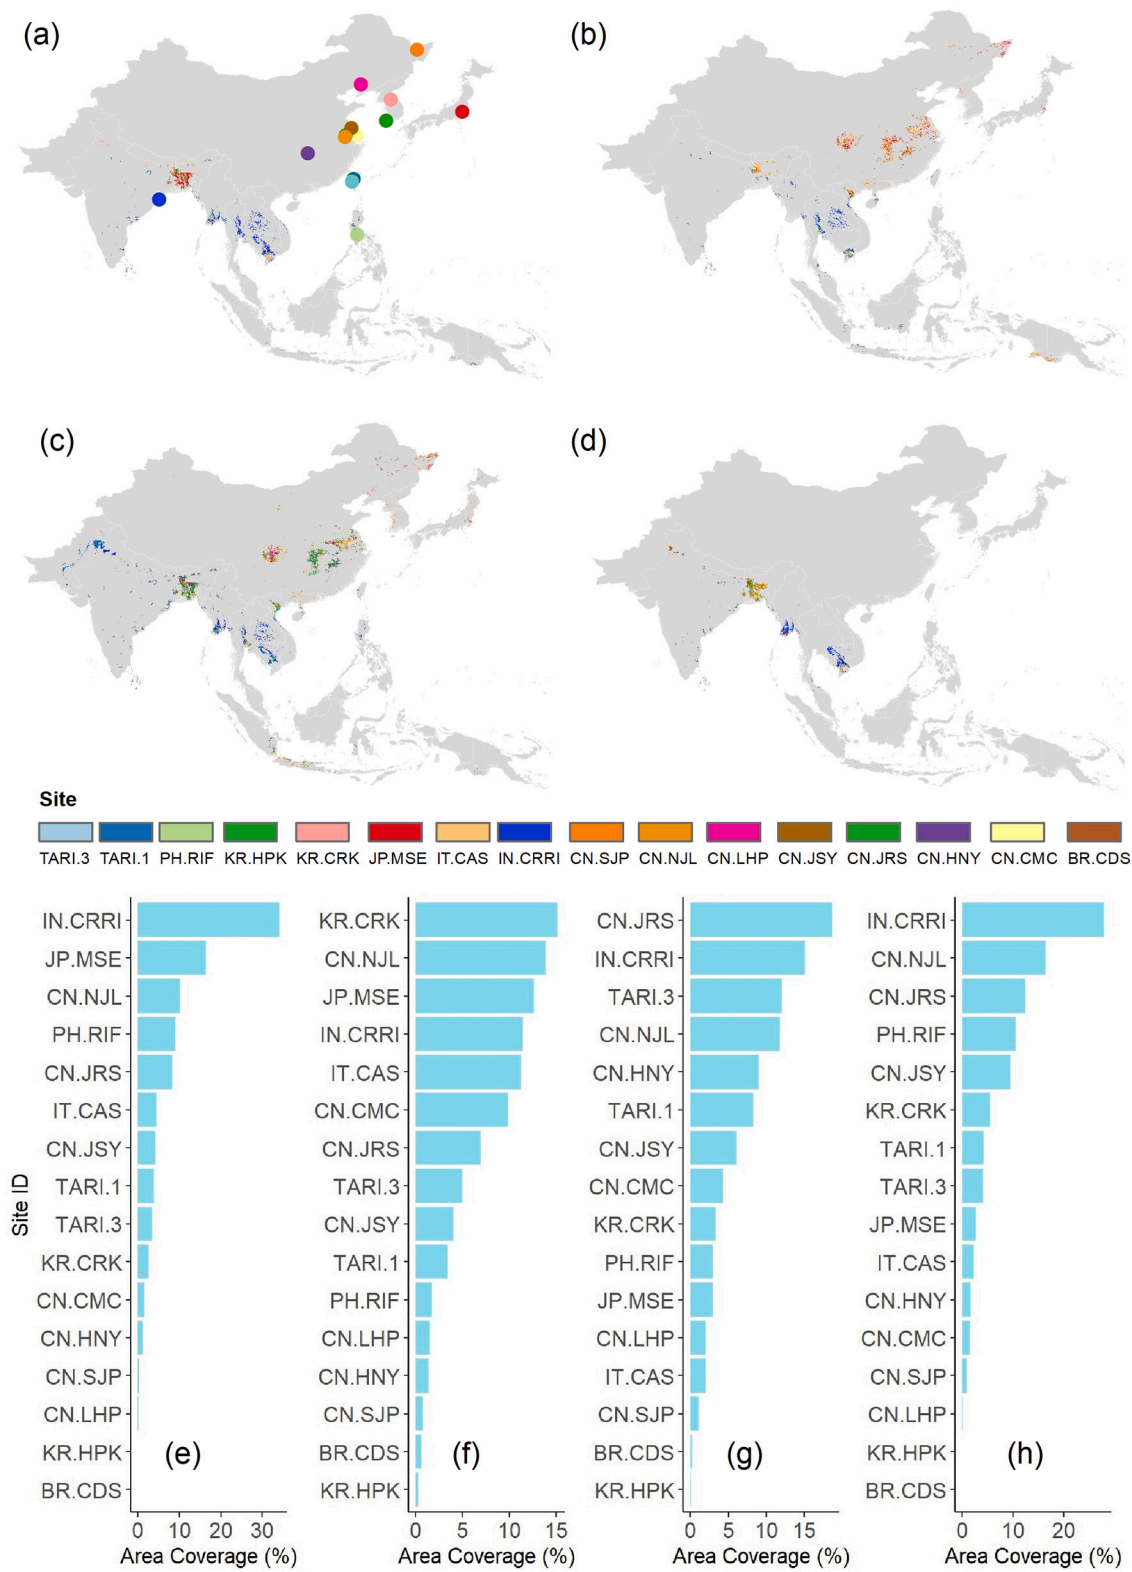 (a)
(b)
(c)
(d)
Site
TARI.3 TARI.1 PH.RIF KR.HPK KR.CRK JP.MSE IT.CAS IN.CRRI CN.SJP CN.NJL CN.LHP CN.JSY CN.JRS CN.HNY CN.CMC BR.CDS
Site ID
IN.CRRI
JP.MSE
CN.NJL
PH.RIF
CN.JRS
IT.CAS
CN.JSY
TARI.1
TARI.3
KR.CRK
CN.CMC
CN.HNY
CN.SJP
CN.LHP
KR.HPK
BR.CDS
(e)
0 10 20 30
Area Coverage (%)
KR.CRK
CN.NJL
JP.MSE
IN.CRRI
IT.CAS
CN.CMC
CN.JRS
TARI.3
CN.JSY
TARI.1
PH.RIF
CN.LHP
CN.HNY
CN.SJP
BR.CDS
KR.HPK
(f)
0 5 10 15
Area Coverage (%)
CN.JRS
IN.CRRI
TARI.3
CN.NJL
CN.HNY
TARI.1
CN.JSY
CN.CMC
KR.CRK
PH.RIF
JP.MSE
CN.LHP
IT.CAS
CN.SJP
BR.CDS
KR.HPK
(g)
0 5 10 15
Area Coverage (%)
IN.CRRI
CN.NJL
CN.JRS
PH.RIF
CN.JSY
KR.CRK
TARI.1
TARI.3
JP.MSE
IT.CAS
CN.HNY
CN.CMC
CN.SJP
CN.LHP
KR.HPK
BR.CDS
(h)
0 10 20
Area Coverage (%)